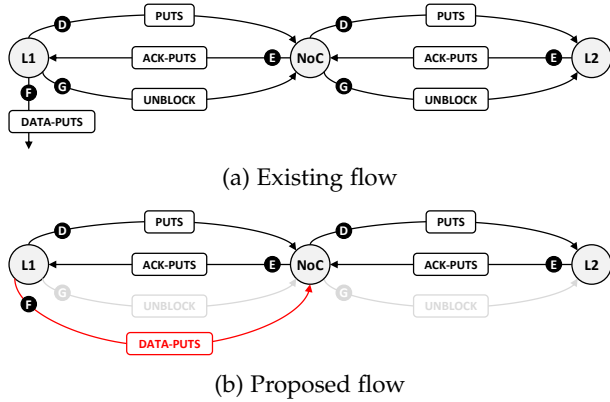 D PUTS D PUTS
L1 ACK-PUTS E NoC ACK-PUTS E L2
F G UNBLOCK G UNBLOCK
DATA-PUTS
(a) Existing flow
D PUTS D PUTS
L1 ACK-PUTS E NoC ACK-PUTS E L2
F G UNBLOCK G UNBLOCK
DATA-PUTS
(b) Proposed flow